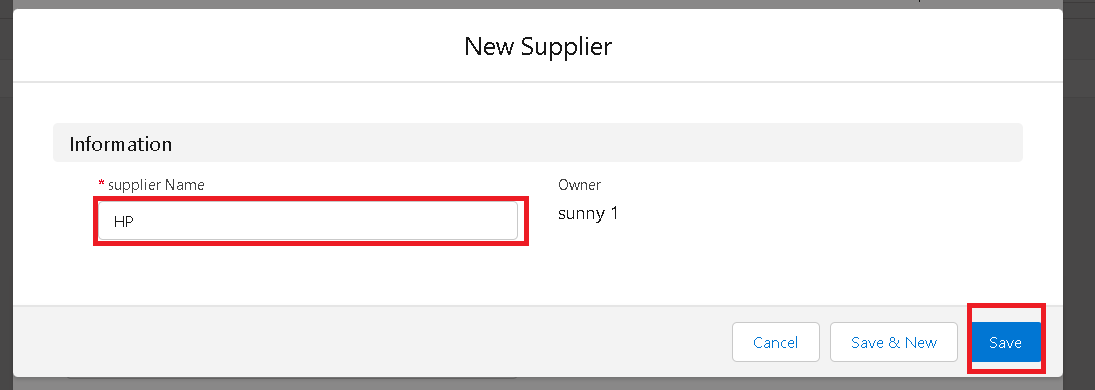 New Supplier
Information
* supplier Name
Owner
HP
sunny 1
Cancel
Save & New
Save